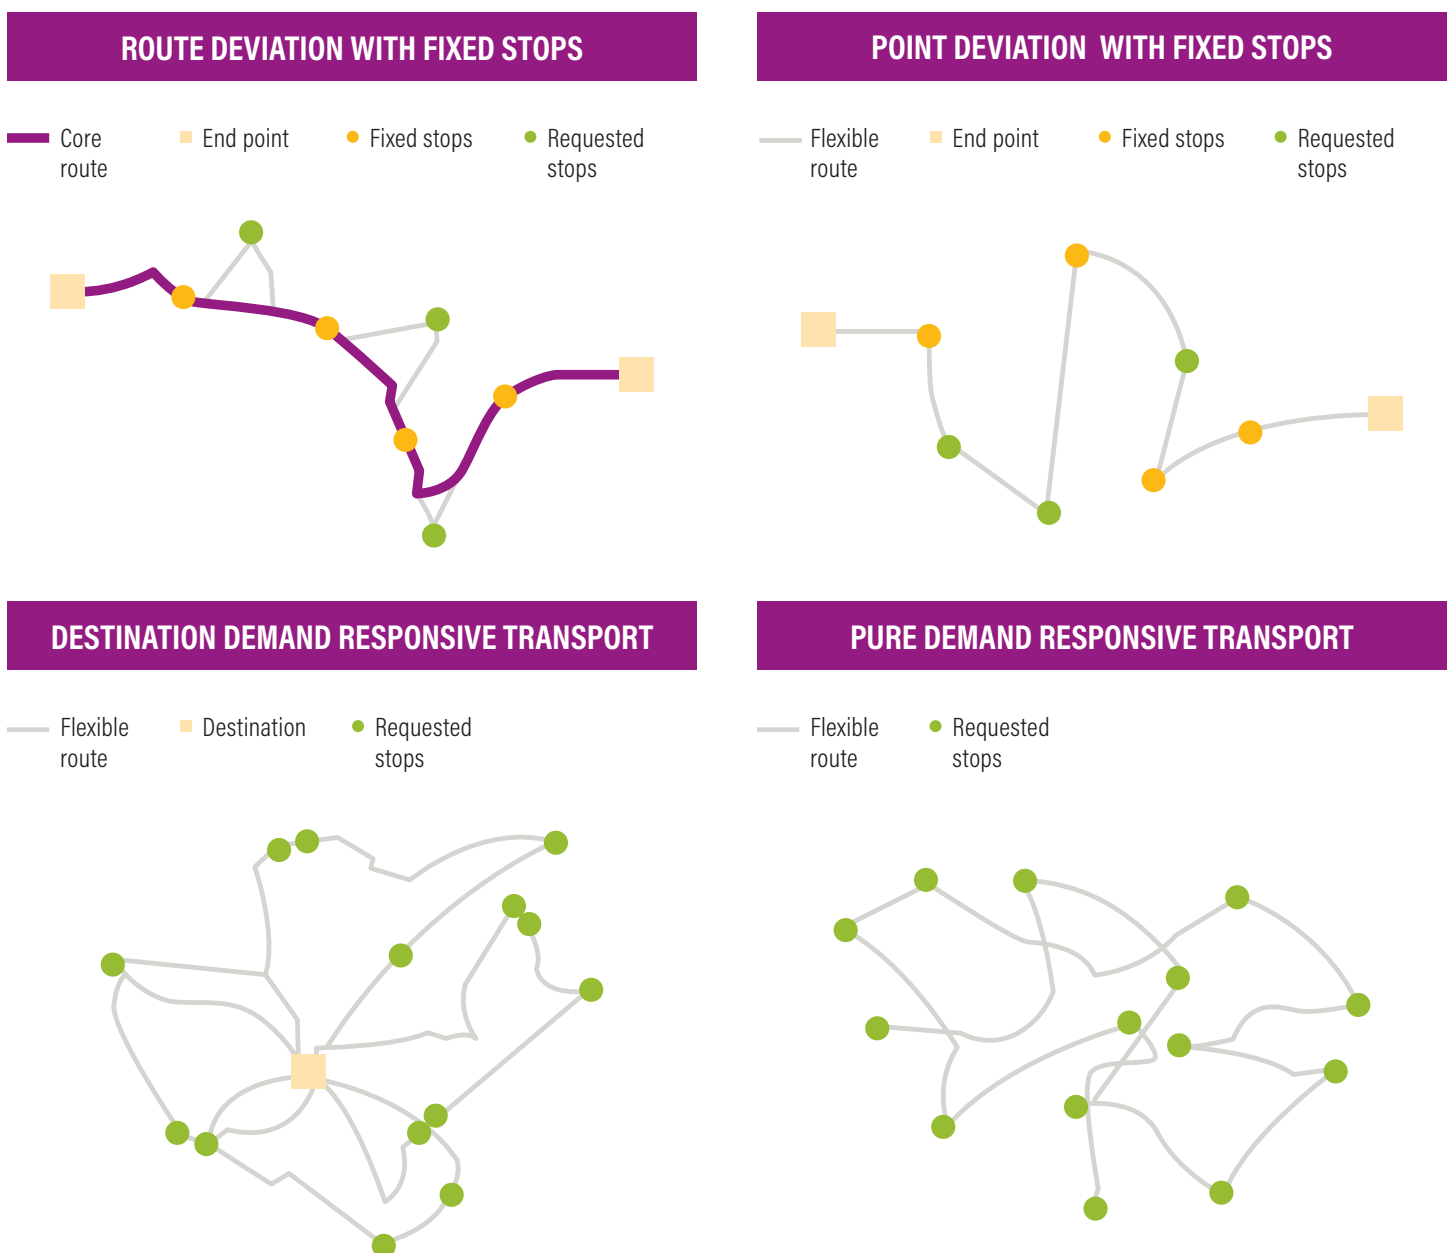 ROUTE DEVIATION WITH FIXED STOPS
Core
route
End point
Fixed stops
Requested
stops
POINT DEVIATION WITH FIXED STOPS
Flexible
route
End point
Fixed stops
Requested
stops
DESTINATION DEMAND RESPONSIVE TRANSPORT
Flexible
route
Destination
Requested
stops
PURE DEMAND RESPONSIVE TRANSPORT
Flexible
route
Requested
stops